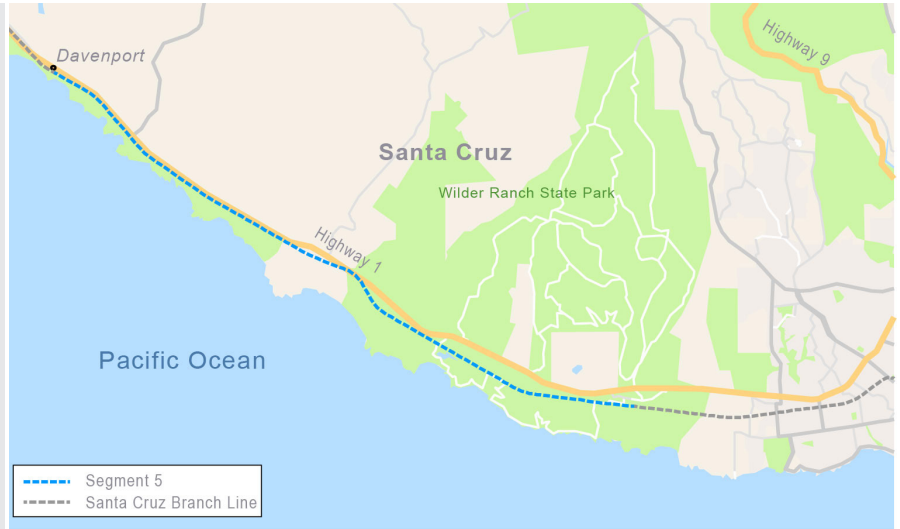 Highway 9
Davenport
Santa Cruz
Wilder Ranch State Park
Highway 1
Pacific Ocean
Segment 5
Santa Cruz Branch Line